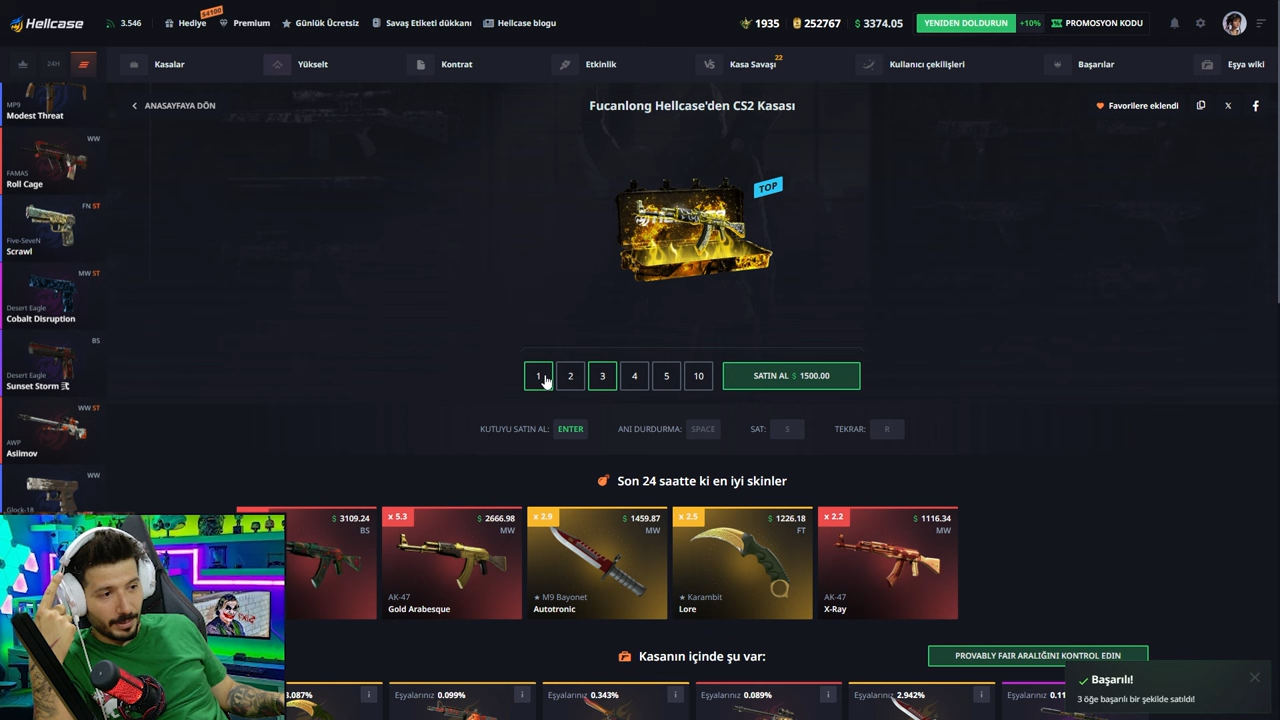 Hellcase
3.546
Hediye
$4100
Premium
Günlük Ücretsiz
Savaş Etiketi dükkanı
Hellcase blogu
1935
252767
$ 3374.05
YENİDEN DOLDURUN
+10%
PROMOSYON KODU
24H
Kasalar
Yükselt
Kontrat
Etkinlik
VS
Kasa Savaşı
22
Kullanıcı çekilişleri
Başarılar
Eşya wiki
ANASAYFAYA DÖN
Fucanlong Hellcase'den CS2 Kasası
Favorilere eklendi
TOP
MP9
Modest Threat
WW
FAMAS
Roll Cage
FN ST
Five-SeveN
Scrawl
MW ST
Desert Eagle
Cobalt Disruption
BS
Desert Eagle
Sunset Storm 弐
WW ST
AWP
Asiimov
WW
Glock-18
1
2
3
4
5
10
SATIN AL $ 1500.00
KUTUYU SATIN AL: ENTER
ANI DURDURMA: SPACE
SAT: S
TEKRAR: R
Son 24 saatte ki en iyi skinler
$ 3109.24
BS
x 5.3
$ 2666.98
MW
AK-47
Gold Arabesque
x 2.9
$ 1459.87
MW
★ M9 Bayonet
Autotronic
x 2.5
$ 1226.18
FT
★ Karambit
Lore
x 2.2
$ 1116.34
MW
AK-47
X-Ray
Kasanın içinde şu var:
PROVABLY FAIR ARALIĞINI KONTROL EDIN
Eşyalarınız 0.099%
Eşyalarınız 0.343%
Eşyalarınız 0.089%
Eşyalarınız 2.942%
Başarılı!
3 öğe başarılı bir şekilde satıldı!